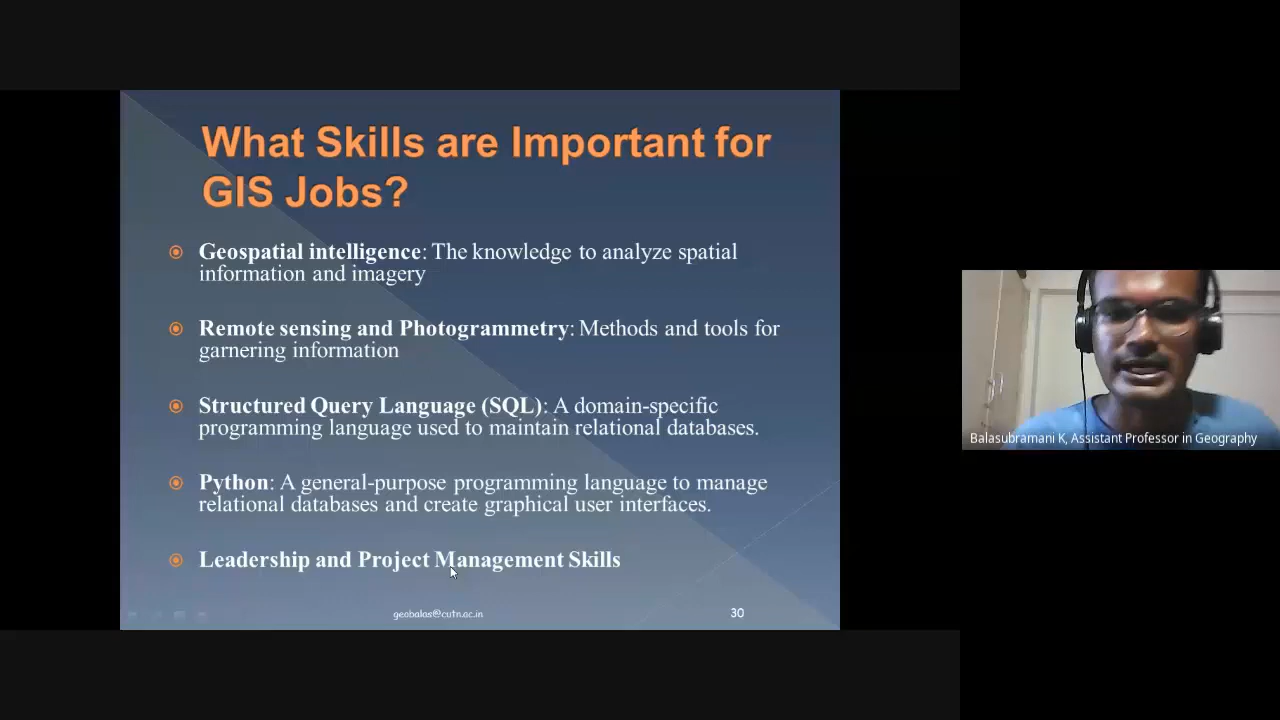 What Skills are Important for
GIS Jobs?
Geospatial intelligence: The knowledge to analyze spatial
information and imagery
Remote sensing and Photogrammetry: Methods and tools for
garnering information
Structured Query Language (SQL): A domain-specific
programming language used to maintain relational databases.
Python: A general-purpose programming language to manage
relational databases and create graphical user interfaces.
Leadership and Project Management Skills
geobalas@cutn.ac.in
30
Balasubramani K, Assistant Professor in Geography